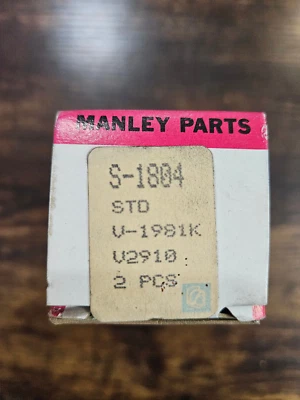 MANLEY PARTS
S-1804
STD
V-1981K
V2910
2 PCS